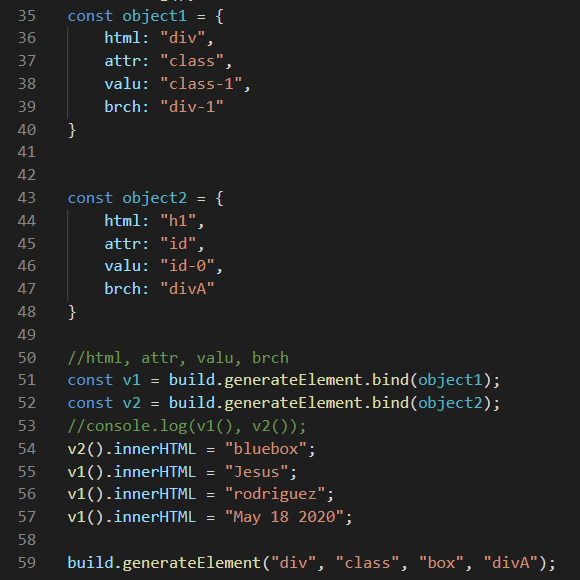 35 const object1 = {
36     html: "div",
37     attr: "class",
38     valu: "class-1",
39     brch: "div-1"
40 }
41
42
43 const object2 = {
44     html: "h1",
45     attr: "id",
46     valu: "id-0",
47     brch: "divA"
48 }
49
50 //html, attr, valu, brch
51 const v1 = build.generateElement.bind(object1);
52 const v2 = build.generateElement.bind(object2);
53 //console.log(v1(), v2());
54 v2().innerHTML = "bluebox";
55 v1().innerHTML = "Jesus";
56 v1().innerHTML = "rodriguez";
57 v1().innerHTML = "May 18 2020";
58
59 build.generateElement("div", "class", "box", "divA");